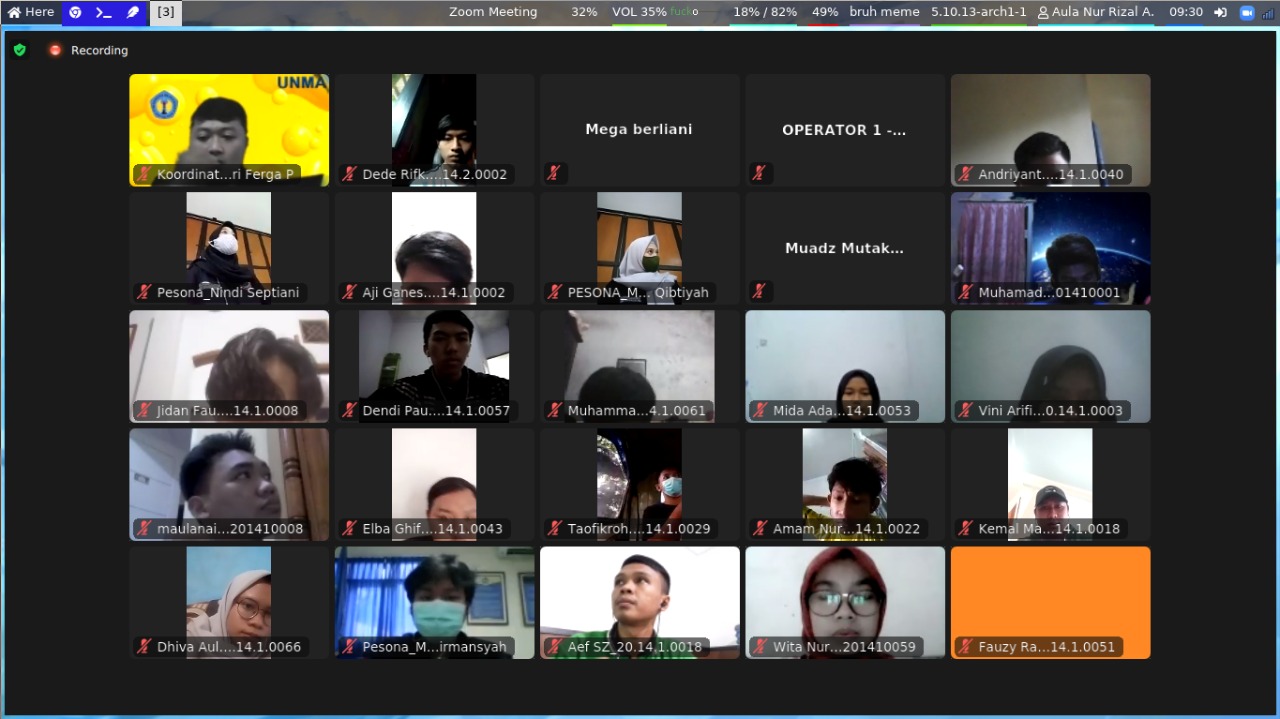 Here
[3]
Zoom Meeting
32%
VOL 35%
18% / 82%
49%
bruh meme
5.10.13-arch1-1
Aula Nur Rizal A.
09:30
Recording
UNMA
Koordinat...ri Ferga P
Dede Rifk....14.2.0002
Mega berliani
OPERATOR 1 -...
Andriyant....14.1.0040
Pesona_Nindi Septiani
Aji Ganes....14.1.0002
PESONA_M... Qibtiyah
Muadz Mutak...
Muhamad...01410001
Jidan Fau....14.1.0008
Dendi Pau....14.1.0057
Muhamma...4.1.0061
Mida Ada...14.1.0053
Vini Arifi...0.14.1.0003
maulanai...201410008
Elba Ghif....14.1.0043
Taofikroh....14.1.0029
Amam Nur...14.1.0022
Kemal Ma...14.1.0018
Dhiva Aul....14.1.0066
Pesona_M...irmansyah
Aef SZ_20.14.1.0018
Wita Nur...201410059
Fauzy Ra...14.1.0051